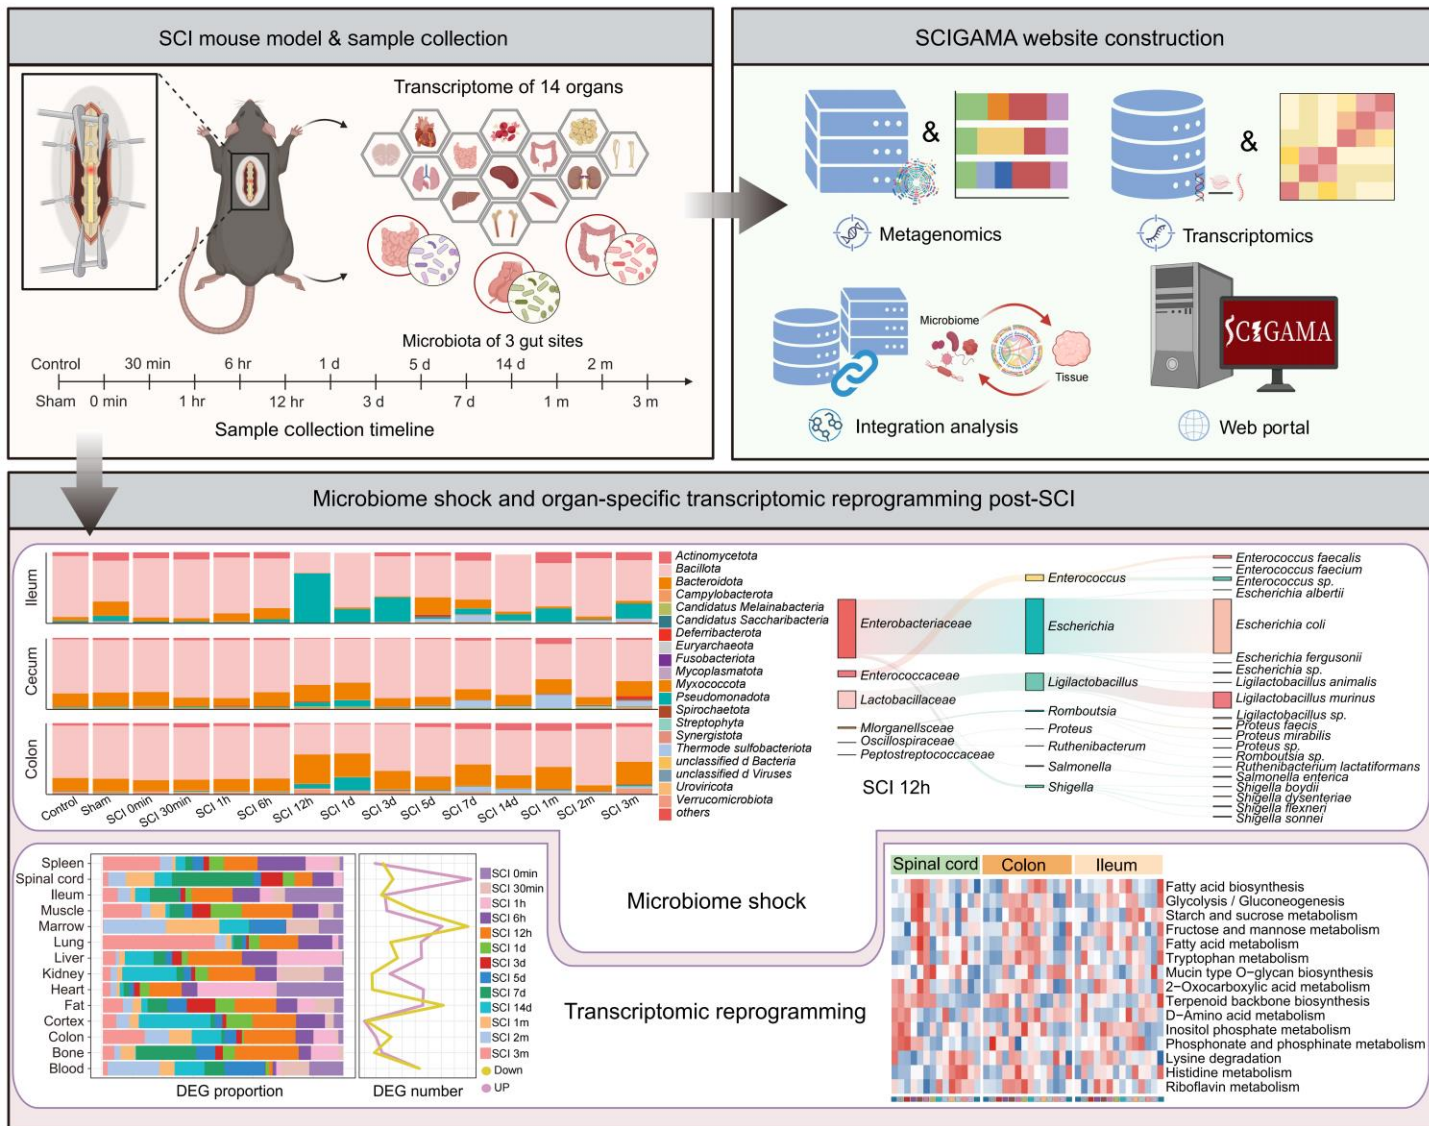 SCI mouse model & sample collection
Transcriptome of 14 organs
Microbiota of 3 gut sites
Control
30 min
6 hr
1 d
5 d
14 d
2 m
Sham
0 min
1 hr
12 hr
3 d
7 d
1 m
3 m
Sample collection timeline
SCIGAMA website construction
&
&
Metagenomics
Transcriptomics
Microbiome
Tissue
SCIGAMA
Integration analysis
Web portal
Microbiome shock and organ-specific transcriptomic reprogramming post-SCI
Ileum
Cecum
Colon
Control
Sham
SCI 0min
SCI 30min
SCI 1h
SCI 6h
SCI 12h
SCI 1d
SCI 3d
SCI 5d
SCI 7d
SCI 14d
SCI 1m
SCI 2m
SCI 3m
Actinomycetota
Bacillota
Bacteroidota
Campylobacterota
Candidatus Melainabacteria
Candidatus Saccharibacteria
Deferribacterota
Euryarchaeota
Fusobacteriota
Mycoplasmatota
Myxococcota
Pseudomonadota
Spirochaetota
Streptophyta
Synergistota
Thermode sulfobacteriota
unclassified d Bacteria
unclassified d Viruses
Uroviricota
Verrucomicrobiota
others
Enterobacteriaceae
Enterococcaceae
Lactobacillaceae
Mlorganellsceae
Oscillospiraceae
Peptostreptococcaceae
Enterococcus
Escherichia
Ligilactobacillus
Romboutsia
Proteus
Ruthenibacterum
Salmonella
Shigella
SCI 12h
Enterococcus faecalis
Enterococcus faecium
Enterococcus sp.
Escherichia albertii
Escherichia coli
Escherichia fergusonii
Escherichia sp.
Ligilactobacillus animalis
Ligilactobacillus murinus
Ligilactobacillus sp.
Proteus faecis
Proteus mirabilis
Proteus sp.
Romboutsia sp.
Ruthenibacterum lactatiformans
Salmonella enterica
Shigella boydii
Shigella dysenteriae
Shigella flexneri
Shigella sonnei
Microbiome shock
Transcriptomic reprogramming
Spleen
Spinal cord
Ileum
Muscle
Marrow
Lung
Liver
Kidney
Heart
Fat
Cortex
Colon
Bone
Blood
DEG proportion
DEG number
SCI 0min
SCI 30min
SCI 1h
SCI 6h
SCI 12h
SCI 1d
SCI 3d
SCI 5d
SCI 7d
SCI 14d
SCI 1m
SCI 2m
SCI 3m
Down
UP
Spinal cord
Colon
Ileum
Fatty acid biosynthesis
Glycolysis / Gluconeogenesis
Starch and sucrose metabolism
Fructose and mannose metabolism
Fatty acid metabolism
Tryptophan metabolism
Mucin type O−glycan biosynthesis
2−Oxocarboxylic acid metabolism
Terpenoid backbone biosynthesis
D−Amino acid metabolism
Inositol phosphate metabolism
Phosphonate and phosphinate metabolism
Lysine degradation
Histidine metabolism
Riboflavin metabolism